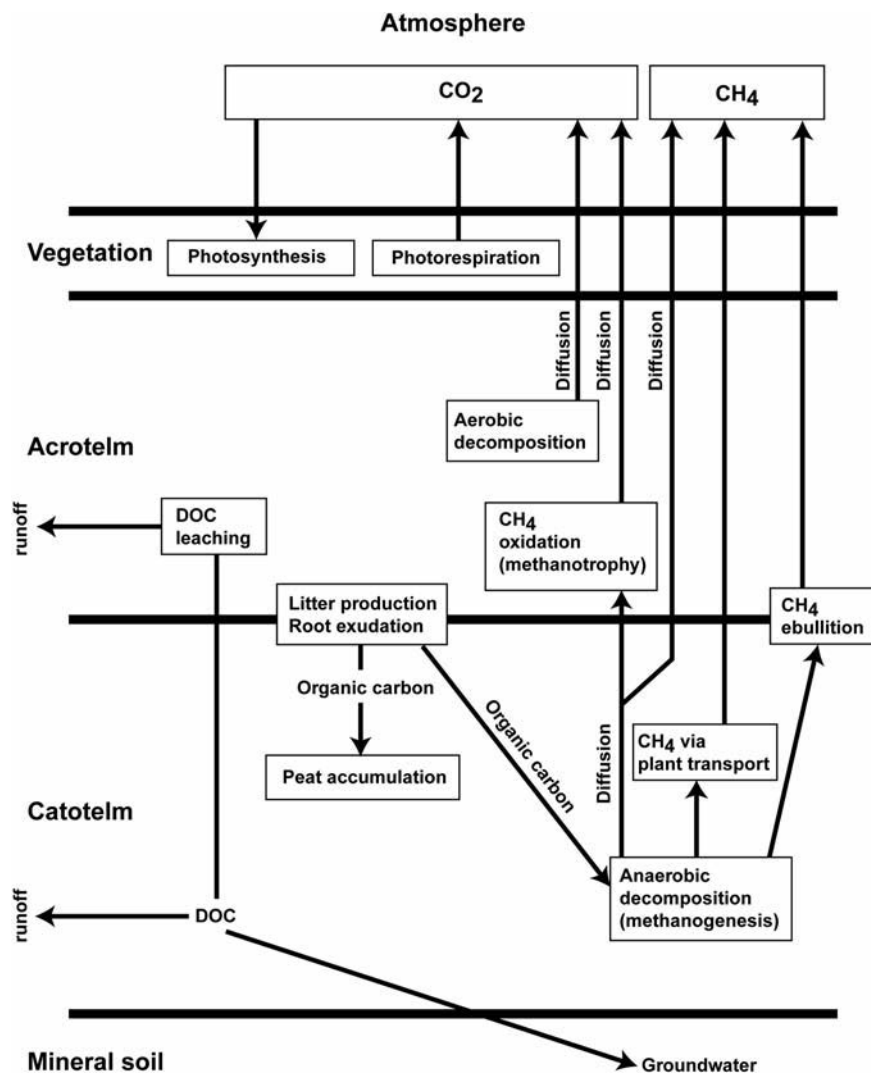 Atmosphere
CO2
CH4
Vegetation
Photosynthesis
Photorespiration
Diffusion
Diffusion
Diffusion
Aerobic
decomposition
Acrotelm
DOC
leaching
runoff
CH4
oxidation
(methanotrophy)
Litter production
Root exudation
CH4
ebullition
Organic carbon
Organic carbon
Diffusion
CH4 via
plant transport
Peat accumulation
Catotelm
Anaerobic
decomposition
(methanogenesis)
runoff
DOC
Mineral soil
Groundwater